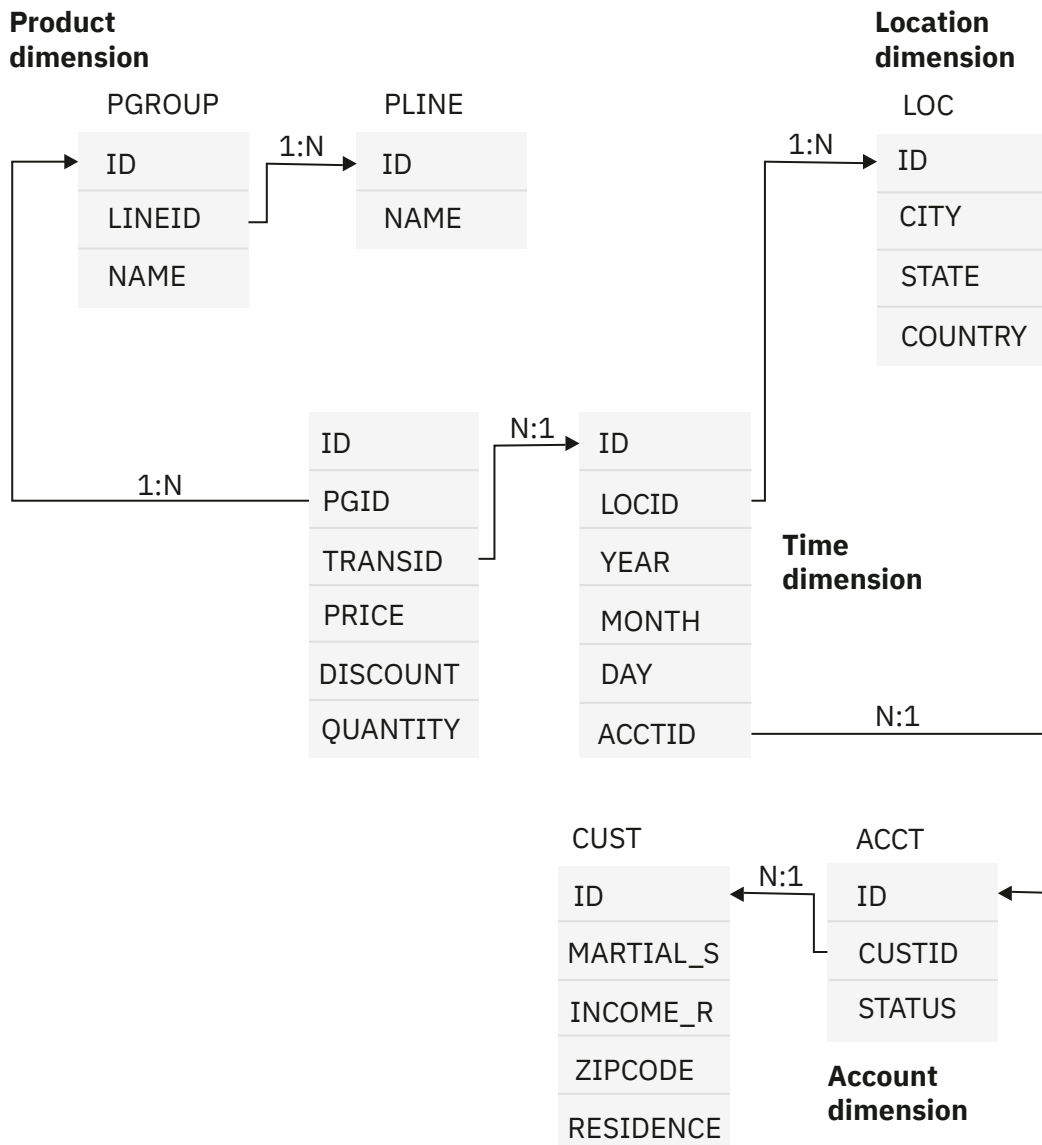 Product
dimension
Location
dimension
PGROUP
PLINE
LOC
ID
LINEID
NAME
1:N
ID
NAME
1:N
ID
CITY
STATE
COUNTRY
1:N
ID
PGID
TRANSID
PRICE
DISCOUNT
QUANTITY
N:1
ID
LOCID
YEAR
MONTH
DAY
ACCTID
Time
dimension
N:1
CUST
ID
MARTIAL_S
INCOME_R
ZIPCODE
RESIDENCE
N:1
ACCT
ID
CUSTID
STATUS
Account
dimension